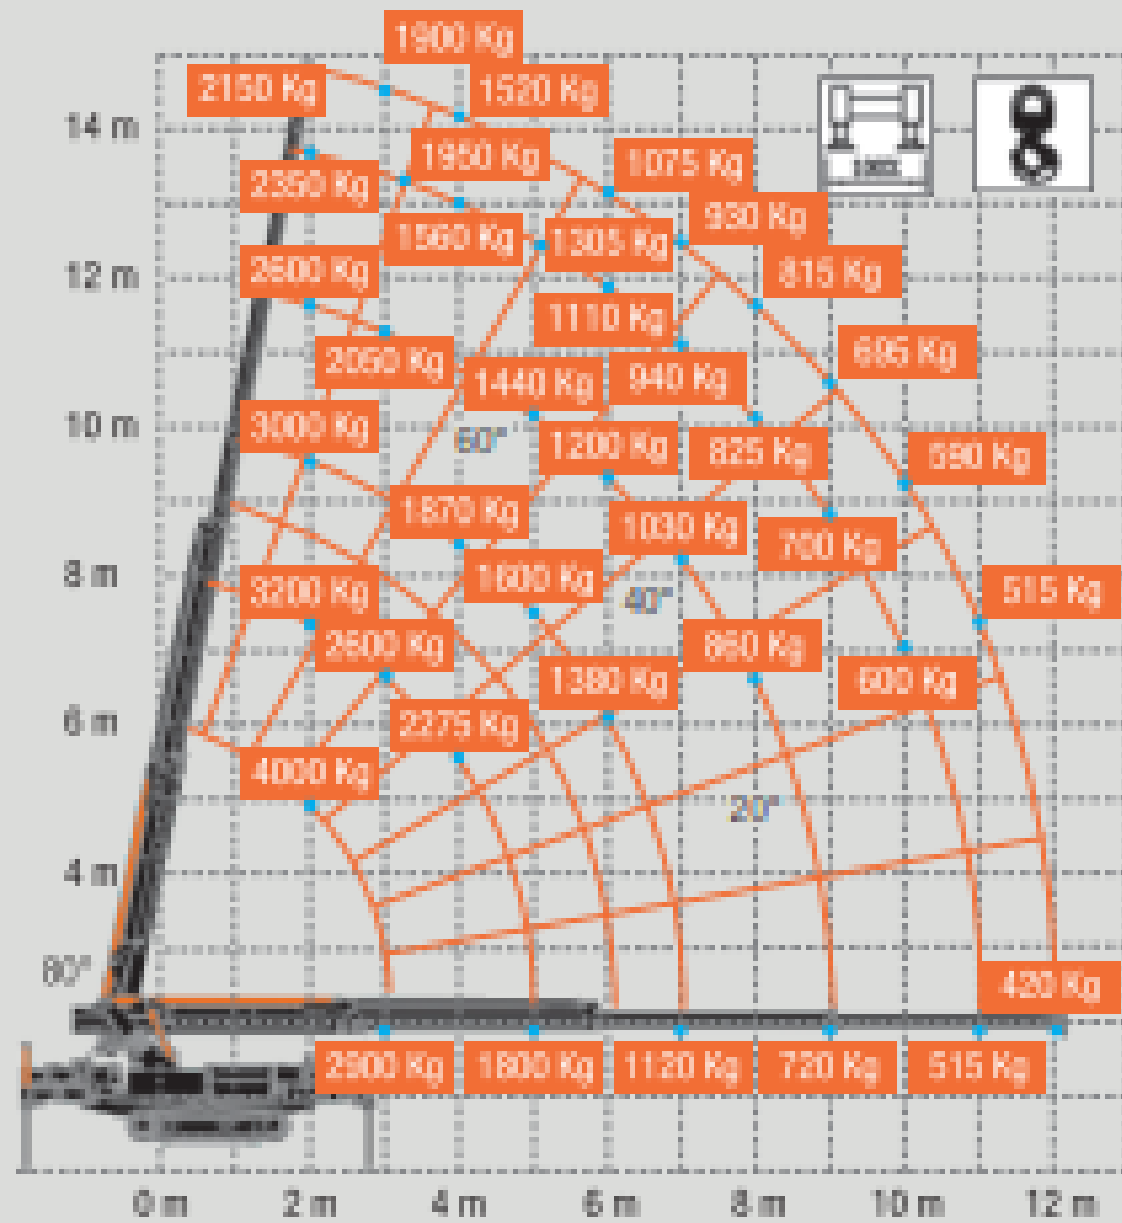 1900 Kg
2150 Kg
1520 Kg
14 m
1950 Kg
1075 Kg
2350 Kg
930 Kg
1560 Kg
1305 Kg
12 m
2600 Kg
815 Kg
1110 Kg
2050 Kg
695 Kg
1440 Kg
940 Kg
10 m
3000 Kg
60°
1200 Kg
825 Kg
590 Kg
1870 Kg
1030 Kg
700 Kg
8 m
3200 Kg
1600 Kg
40°
515 Kg
2600 Kg
860 Kg
1380 Kg
600 Kg
6 m
2275 Kg
4000 Kg
20°
4 m
80°
420 Kg
2900 Kg
1800 Kg
1120 Kg
720 Kg
515 Kg
0 m
2 m
4 m
6 m
8 m
10 m
12 m